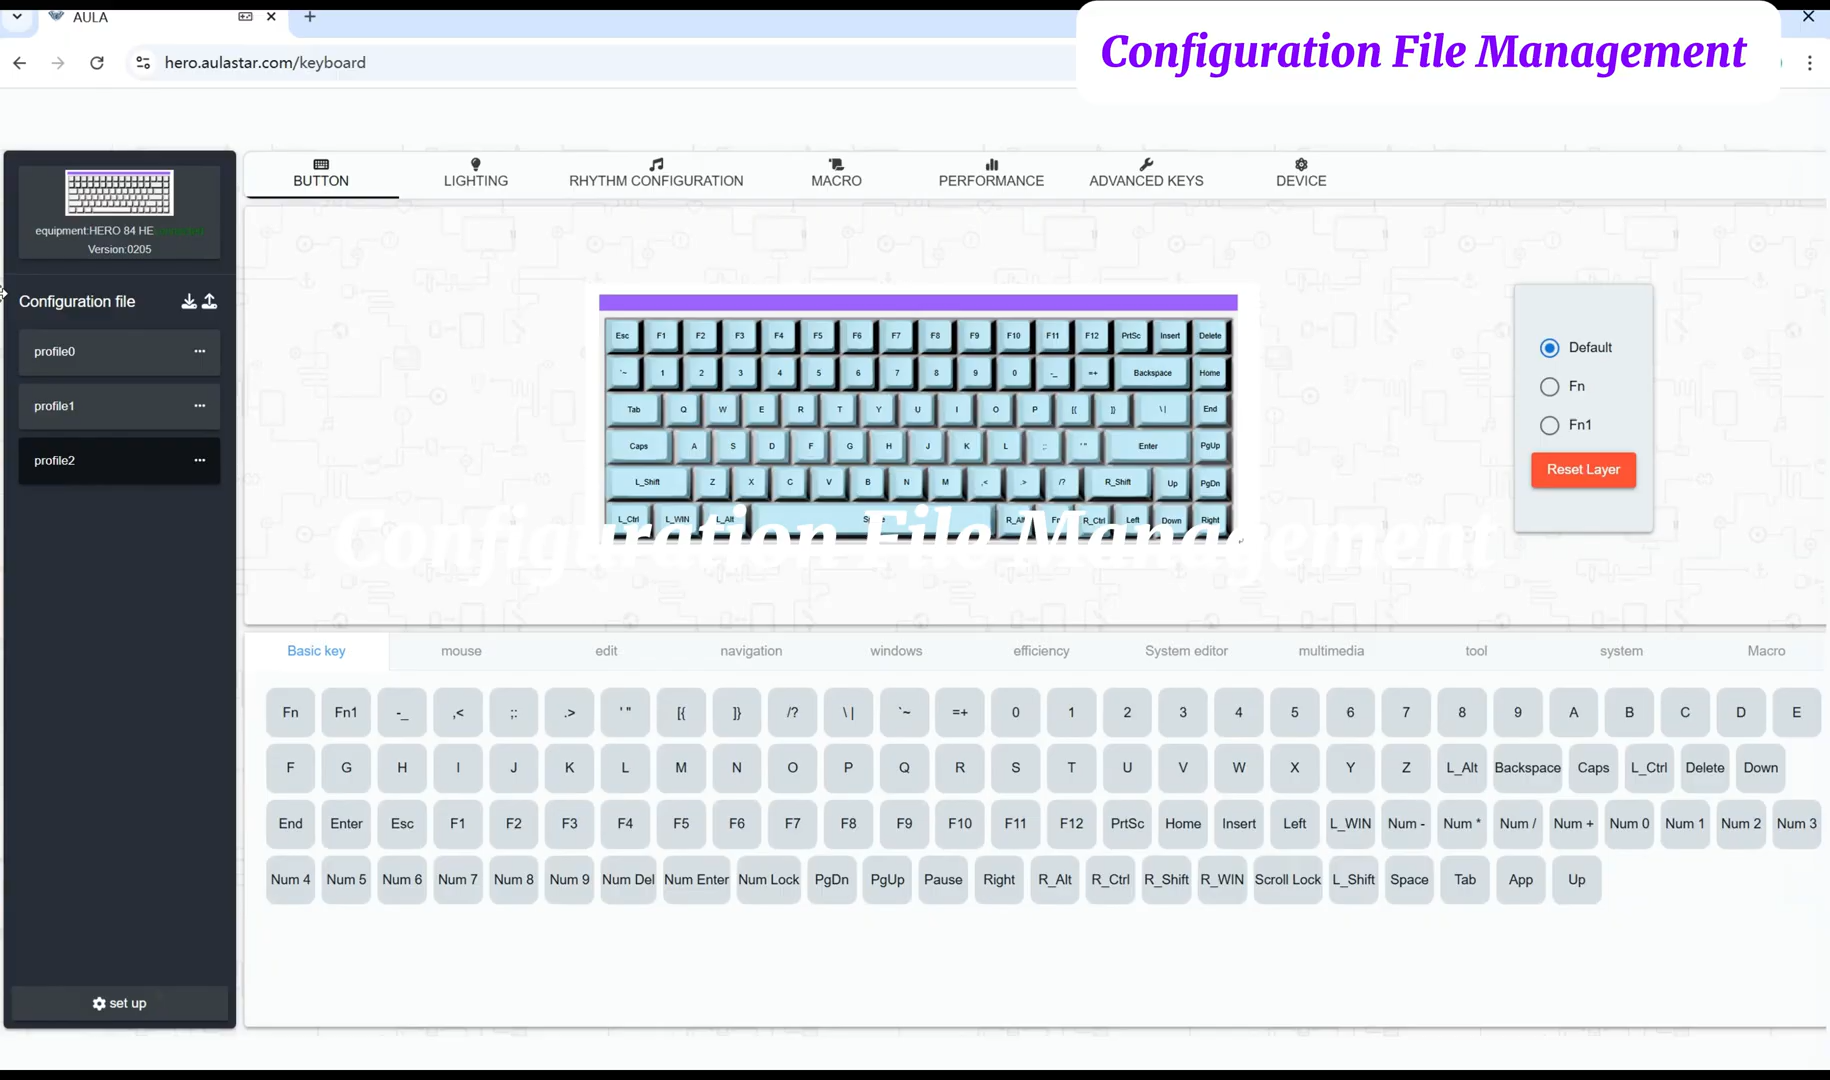 AULA
Configuration File Management
hero.aulastar.com/keyboard
equipment:HERO 84 HE
Version:0205
Configuration file
profile0
profile1
profile2
set up
BUTTON
LIGHTING
RHYTHM CONFIGURATION
MACRO
PERFORMANCE
ADVANCED KEYS
DEVICE
Esc F1 F2 F3 F4 F5 F6 F7 F8 F9 F10 F11 F12 PrtSc Insert Delete
`~ 1 2 3 4 5 6 7 8 9 0 -_ =+ Backspace Home
Tab Q W E R T Y U I O P [{ ]} \| End
Caps A S D F G H J K L ;: ' " Enter PgUp
L_Shift Z X C V B N M ,< .> /? R_Shift Up PgDn
L_Ctrl L_WIN L_Alt Space R_Alt Fn R_Ctrl Left Down Right
Configuration File Management
Default
Fn
Fn1
Reset Layer
Basic key mouse edit navigation windows efficiency System editor multimedia tool system Macro
Fn Fn1 -_ ,< ;: .> ' " [{ ]} /? \| `~ =+ 0 1 2 3 4 5 6 7 8 9 A B C D E
F G H I J K L M N O P Q R S T U V W X Y Z L_Alt Backspace Caps L_Ctrl Delete Down
End Enter Esc F1 F2 F3 F4 F5 F6 F7 F8 F9 F10 F11 F12 PrtSc Home Insert Left L_WIN Num - Num * Num / Num + Num 0 Num 1 Num 2 Num 3
Num 4 Num 5 Num 6 Num 7 Num 8 Num 9 Num Del Num Enter Num Lock PgDn PgUp Pause Right R_Alt R_Ctrl R_Shift R_WIN Scroll Lock L_Shift Space Tab App Up